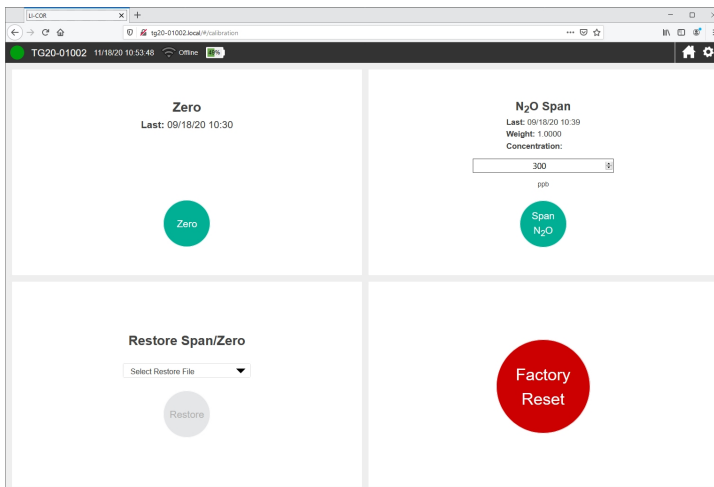 LI-COR
tg20-01002.local/#/calibration
TG20-01002 11/18/20 10:53:48 Offline
Zero
Last: 09/18/20 10:30
Zero
N₂O Span
Last: 09/18/20 10:39
Weight: 1.0000
Concentration:
300
ppb
Span
N₂O
Restore Span/Zero
Select Restore File
Restore
Factory
Reset